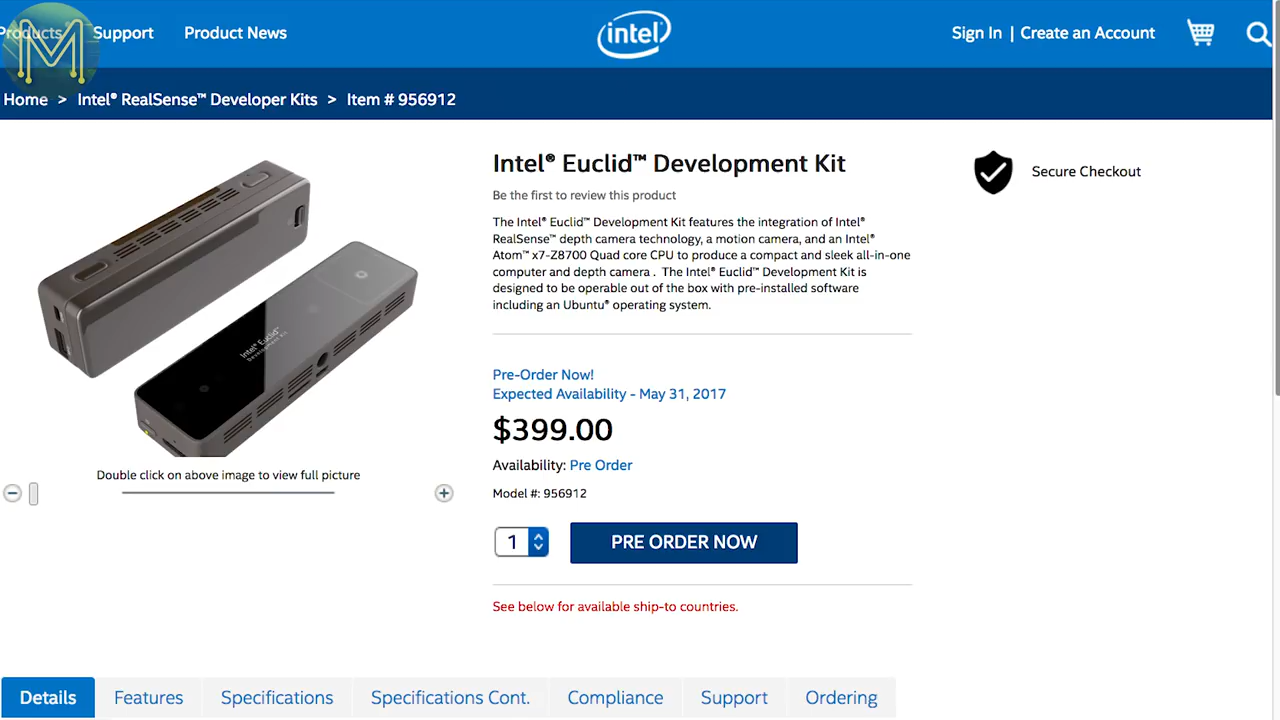 Products
Support
Product News
intel
Sign In | Create an Account
M
Home > Intel® RealSense™ Developer Kits > Item # 956912
Intel® Euclid™ Development Kit
Secure Checkout
Be the first to review this product
The Intel® Euclid™ Development Kit features the integration of Intel®
RealSense™ depth camera technology, a motion camera, and an Intel®
Atom™ x7-Z8700 Quad core CPU to produce a compact and sleek all-in-one
computer and depth camera . The Intel® Euclid™ Development Kit is
designed to be operable out of the box with pre-installed software
including an Ubuntu® operating system.
Intel® Euclid™
Development Kit
Pre-Order Now!
Expected Availability - May 31, 2017
$399.00
Availability: Pre Order
Model #: 956912
Double click on above image to view full picture
1
PRE ORDER NOW
See below for available ship-to countries.
Details
Features
Specifications
Specifications Cont.
Compliance
Support
Ordering